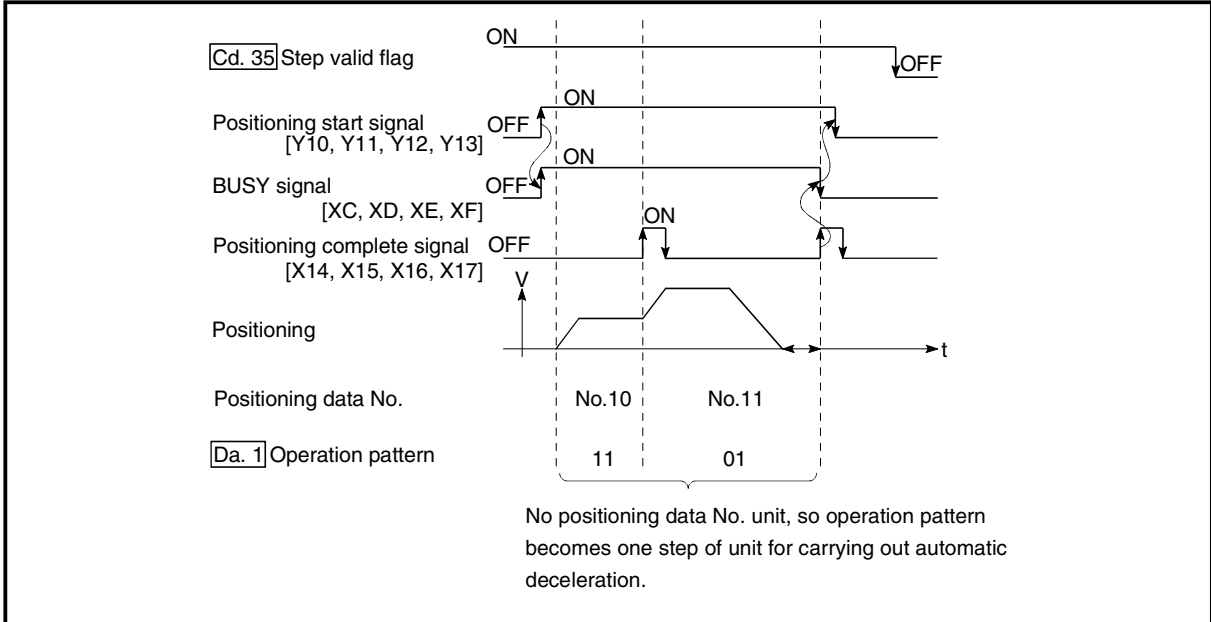 ON
Cd. 35 Step valid flag
OFF
ON
Positioning start signal
OFF
[Y10, Y11, Y12, Y13]
ON
BUSY signal
OFF
[XC, XD, XE, XF]
ON
Positioning complete signal
OFF
[X14, X15, X16, X17]
V
Positioning
t
Positioning data No.
No.10
No.11
Da. 1 Operation pattern
11
01
No positioning data No. unit, so operation pattern
becomes one step of unit for carrying out automatic
deceleration.